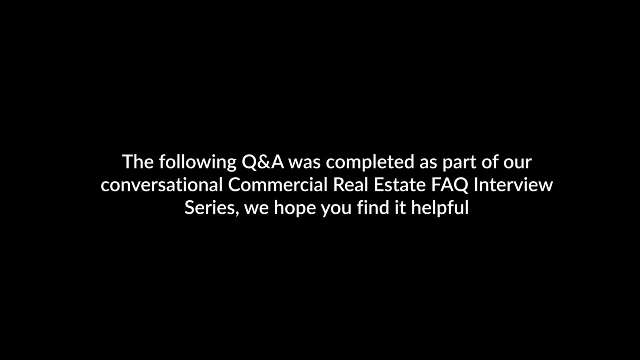 The following Q&A was completed as part of our
conversational Commercial Real Estate FAQ Interview
Series, we hope you find it helpful